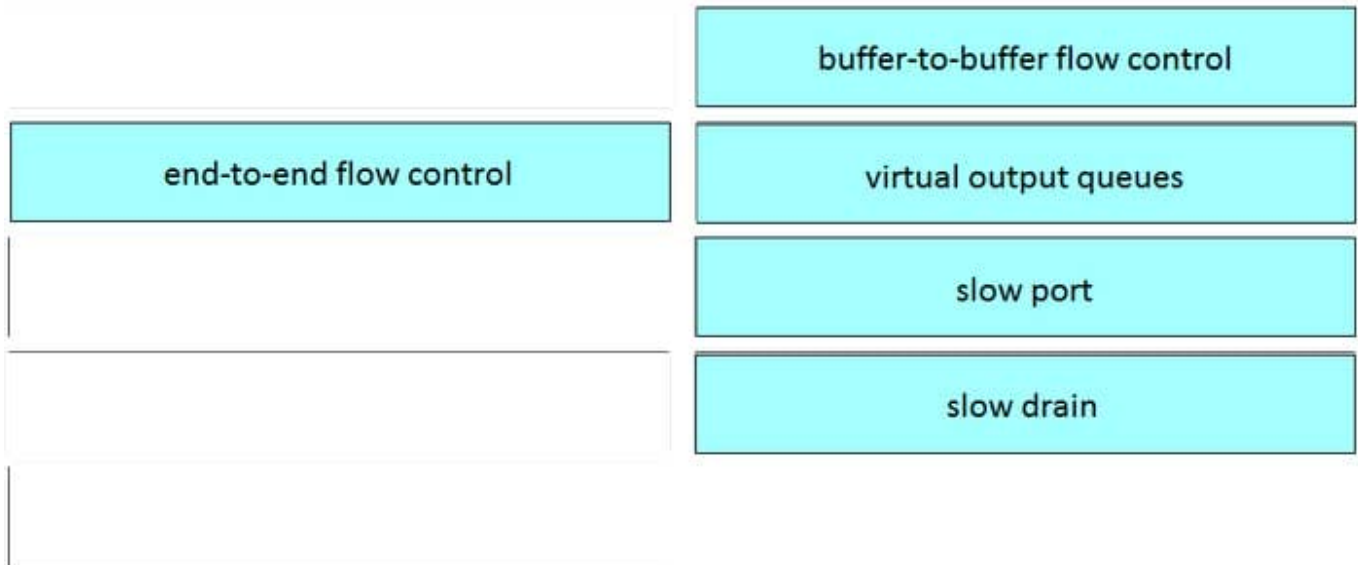 buffer-to-buffer flow control
end-to-end flow control
virtual output queues
slow port
slow drain